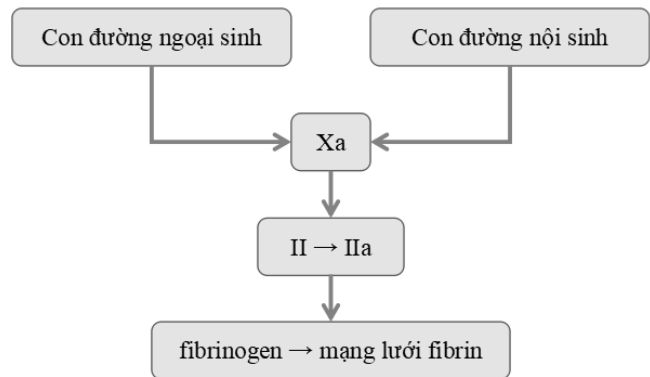 Con đường ngoại sinh
Con đường nội sinh
Xa
II → IIa
fibrinogen → mạng lưới fibrin